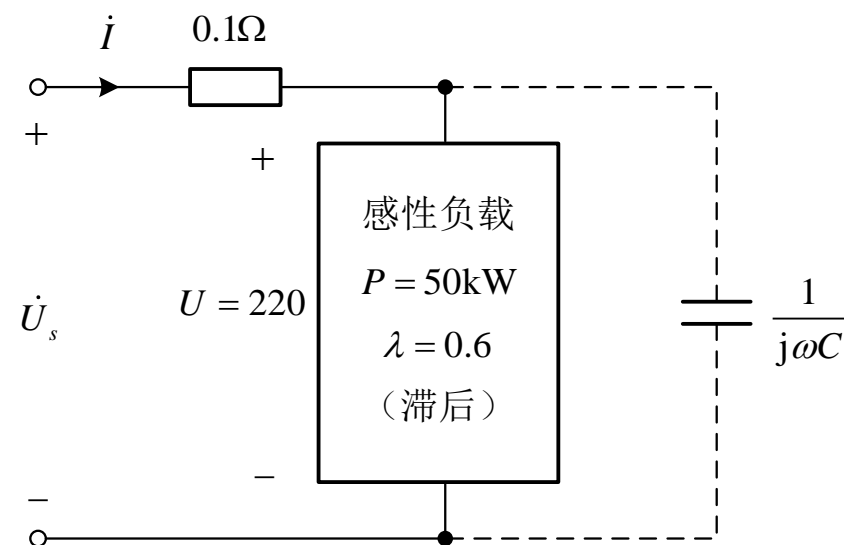 İ
0.1Ω
+
+
感性负载
P = 50kW
U = 220
λ = 0.6
（滞后）
U̇s
1
jωC
−
−